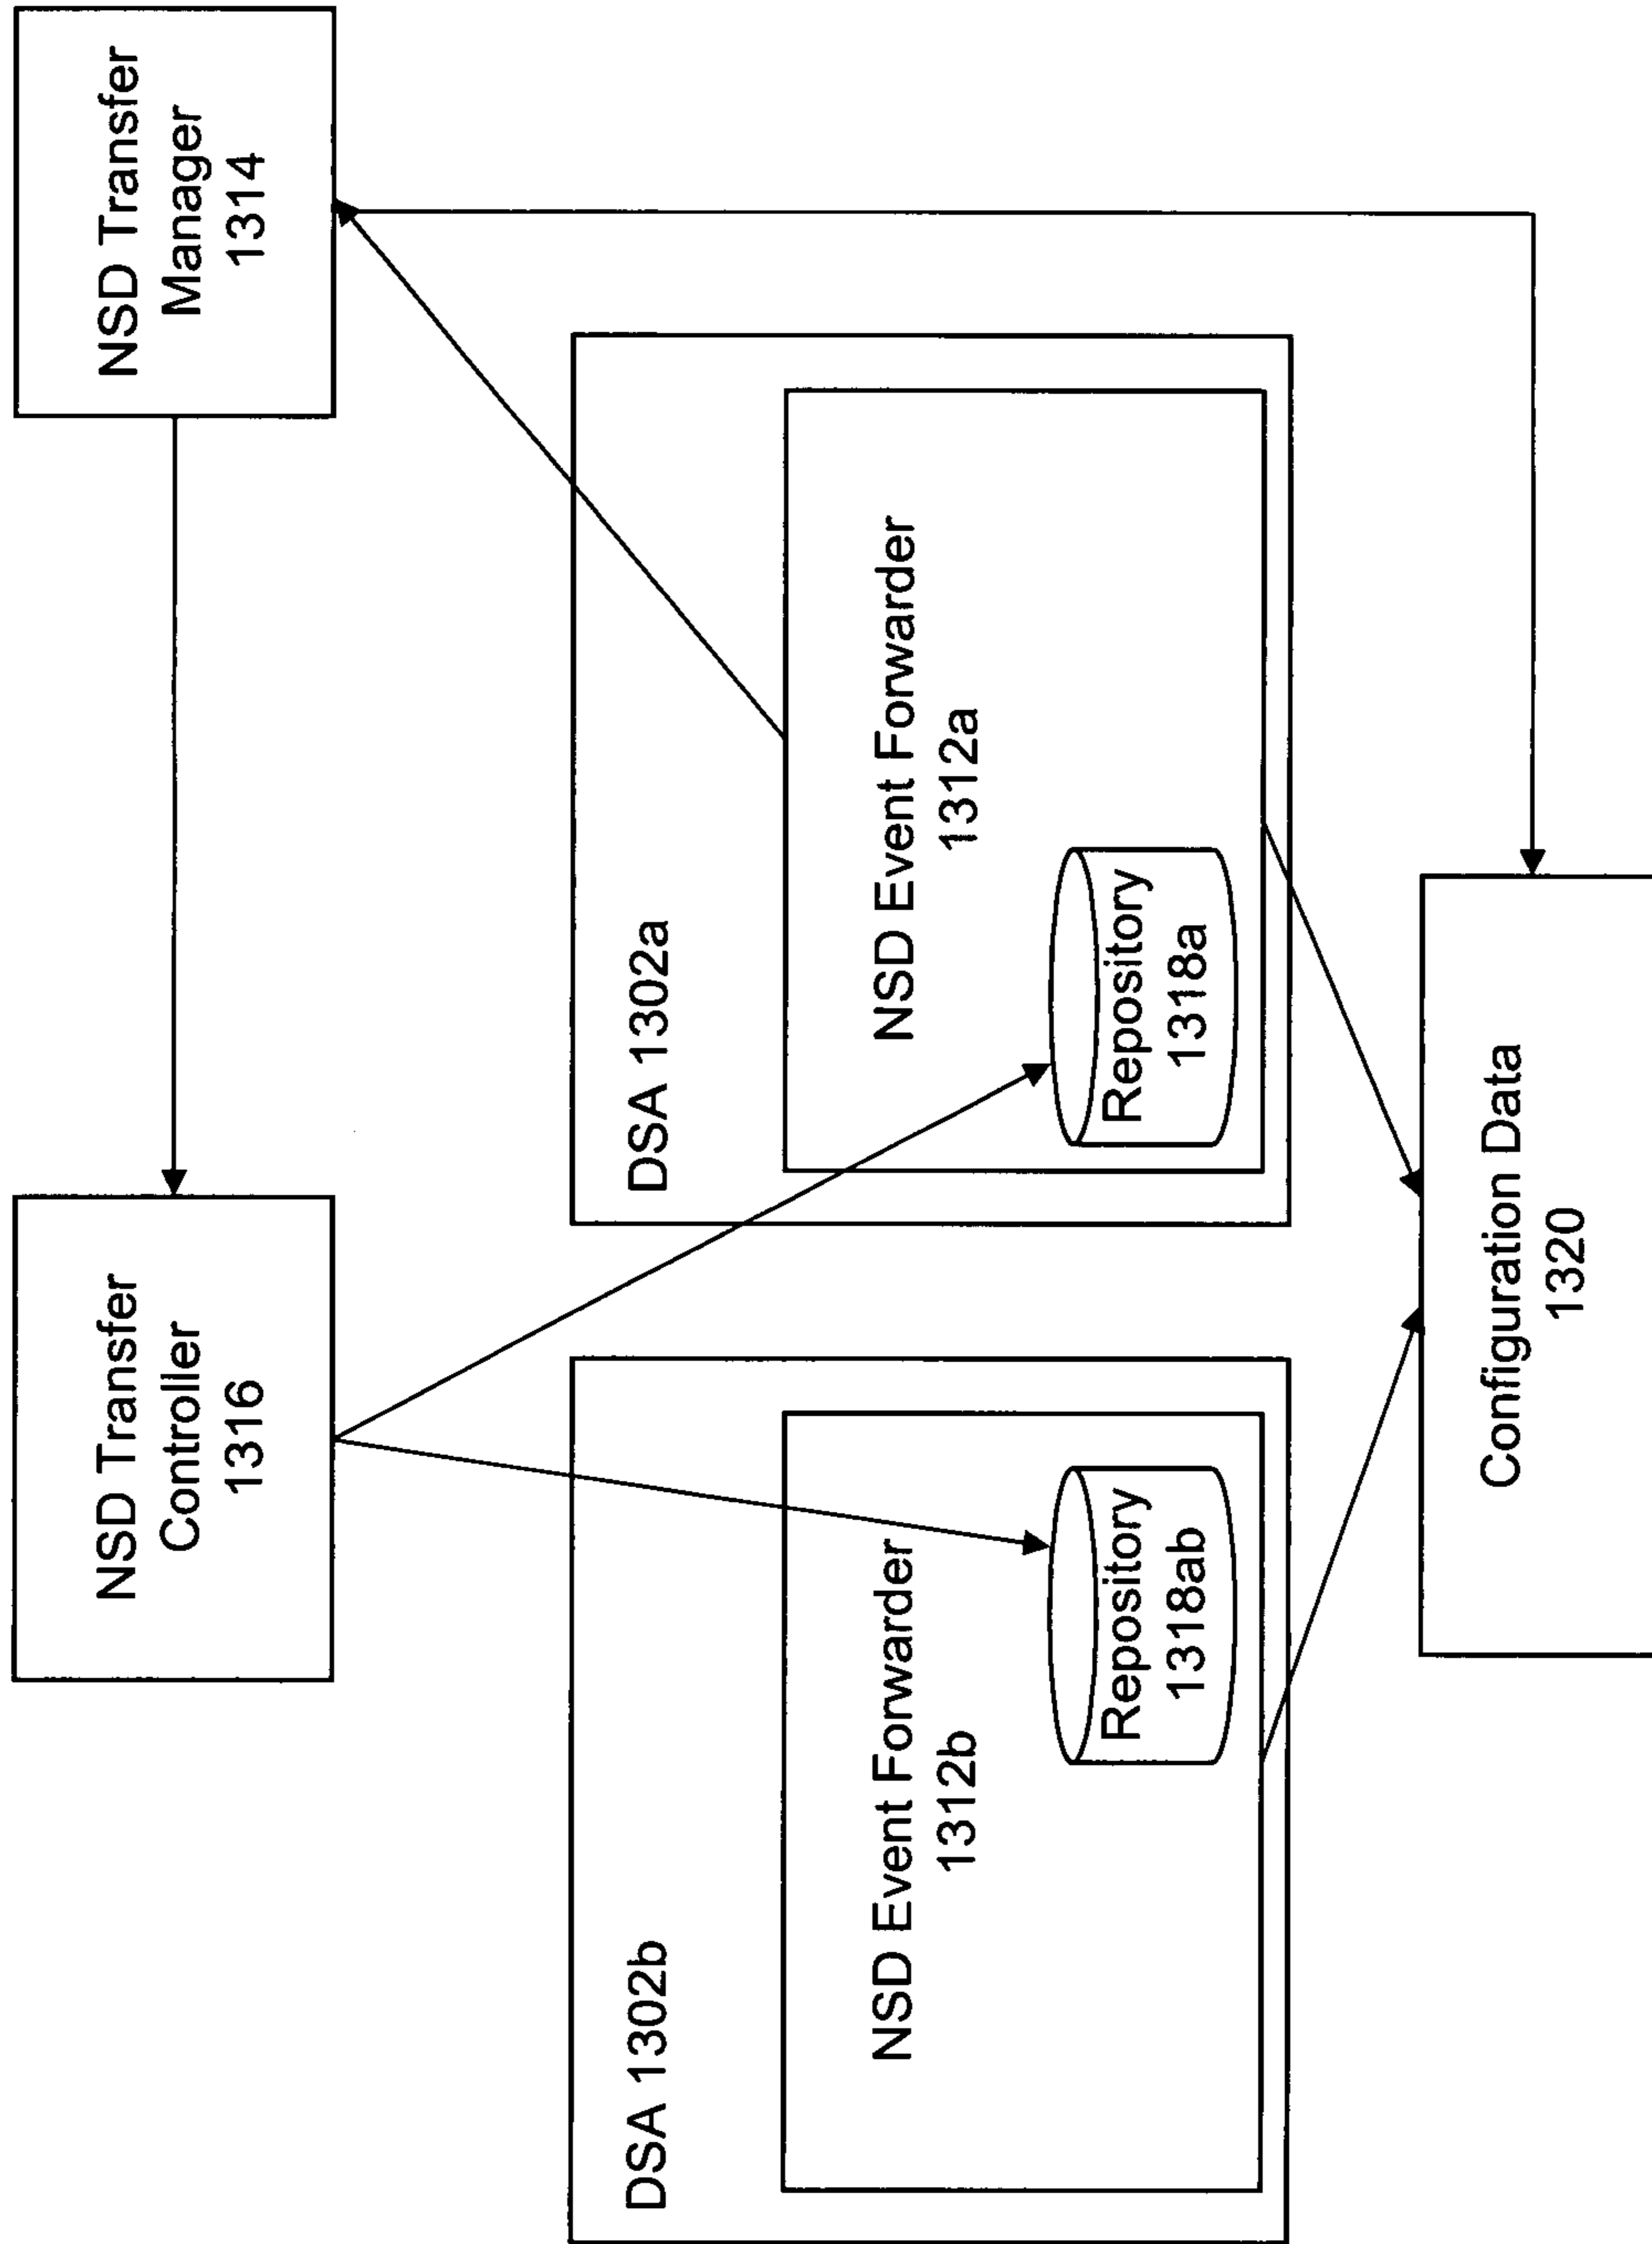 NSD Transfer
Controller
1316
NSD Transfer
Manager
1314
DSA 1302b
NSD Event Forwarder
1312b
Repository
1318ab
DSA 1302a
NSD Event Forwarder
1312a
Repository
1318a
Configuration Data
1320